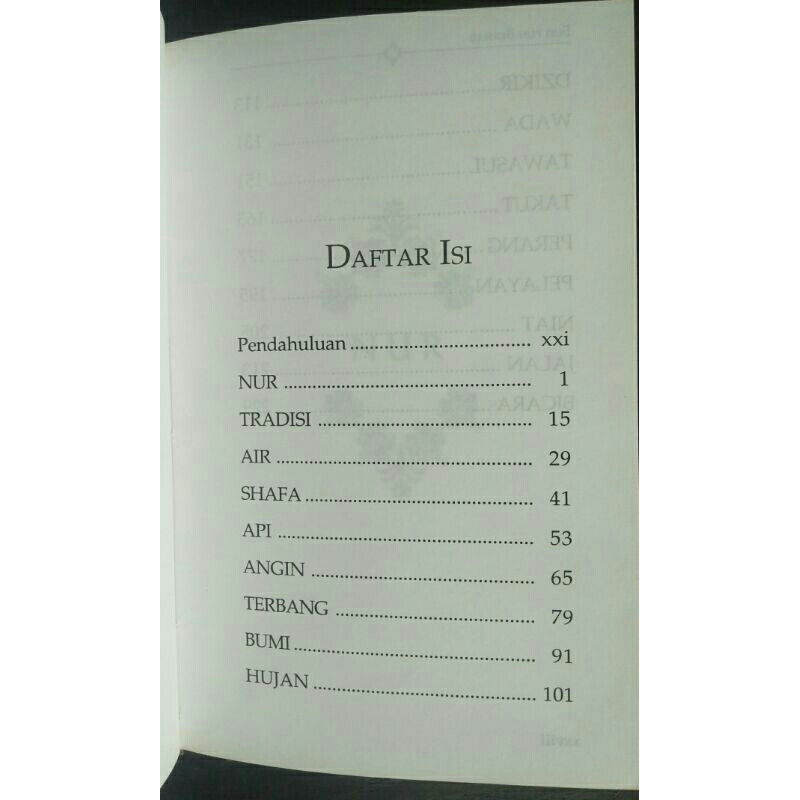 DAFTAR ISI
Pendahuluan ................................ xxi
NUR ............................................ 1
TRADISI ...................................... 15
AIR .............................................. 29
SHAFA ........................................ 41
API .............................................. 53
ANGIN ....................................... 65
TERBANG ................................... 79
BUMI .......................................... 91
HUJAN ....................................... 101